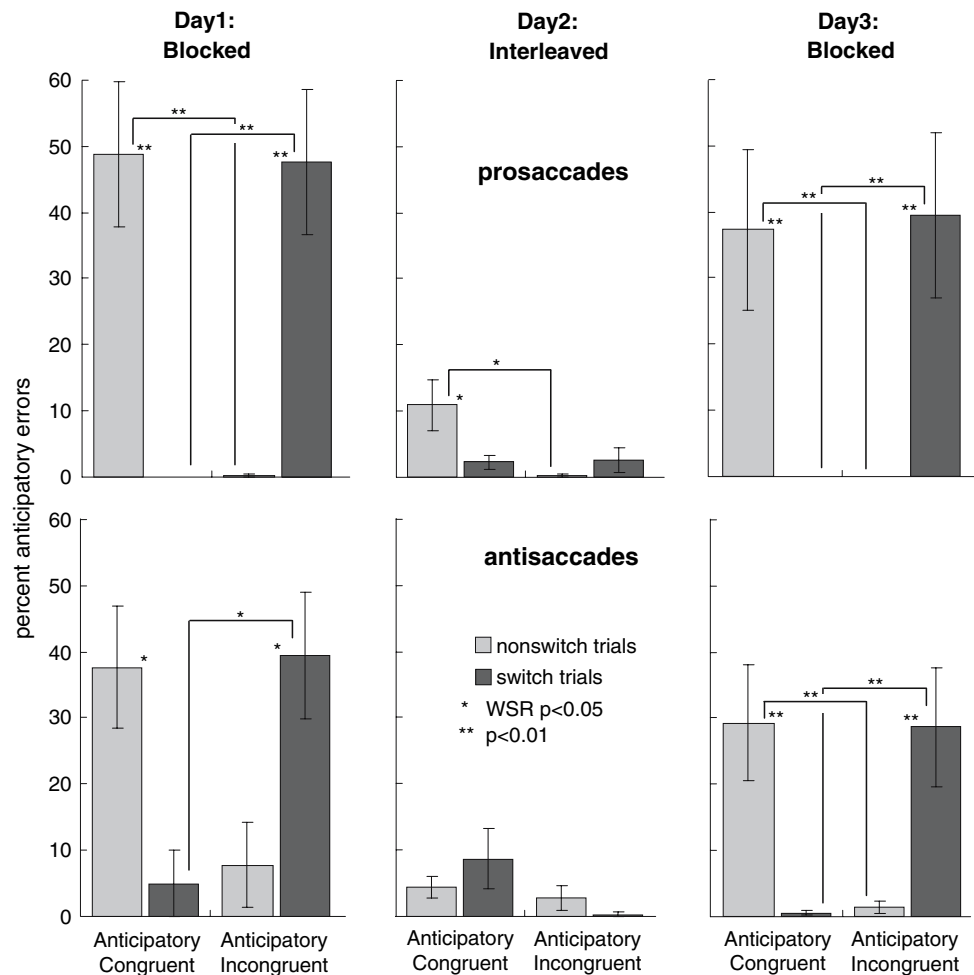 Day1:
Blocked
Day2:
Interleaved
Day3:
Blocked
percent anticipatory errors
60
50
40
30
20
10
0
**
**
**
**
prosaccades
*
*
**
**
**
**
60
50
40
30
20
10
0
*
*
*
antisaccades
nonswitch trials
switch trials
* WSR p<0.05
** p<0.01
**
**
**
**
Anticipatory
Congruent
Anticipatory
Incongruent
Anticipatory
Congruent
Anticipatory
Incongruent
Anticipatory
Congruent
Anticipatory
Incongruent